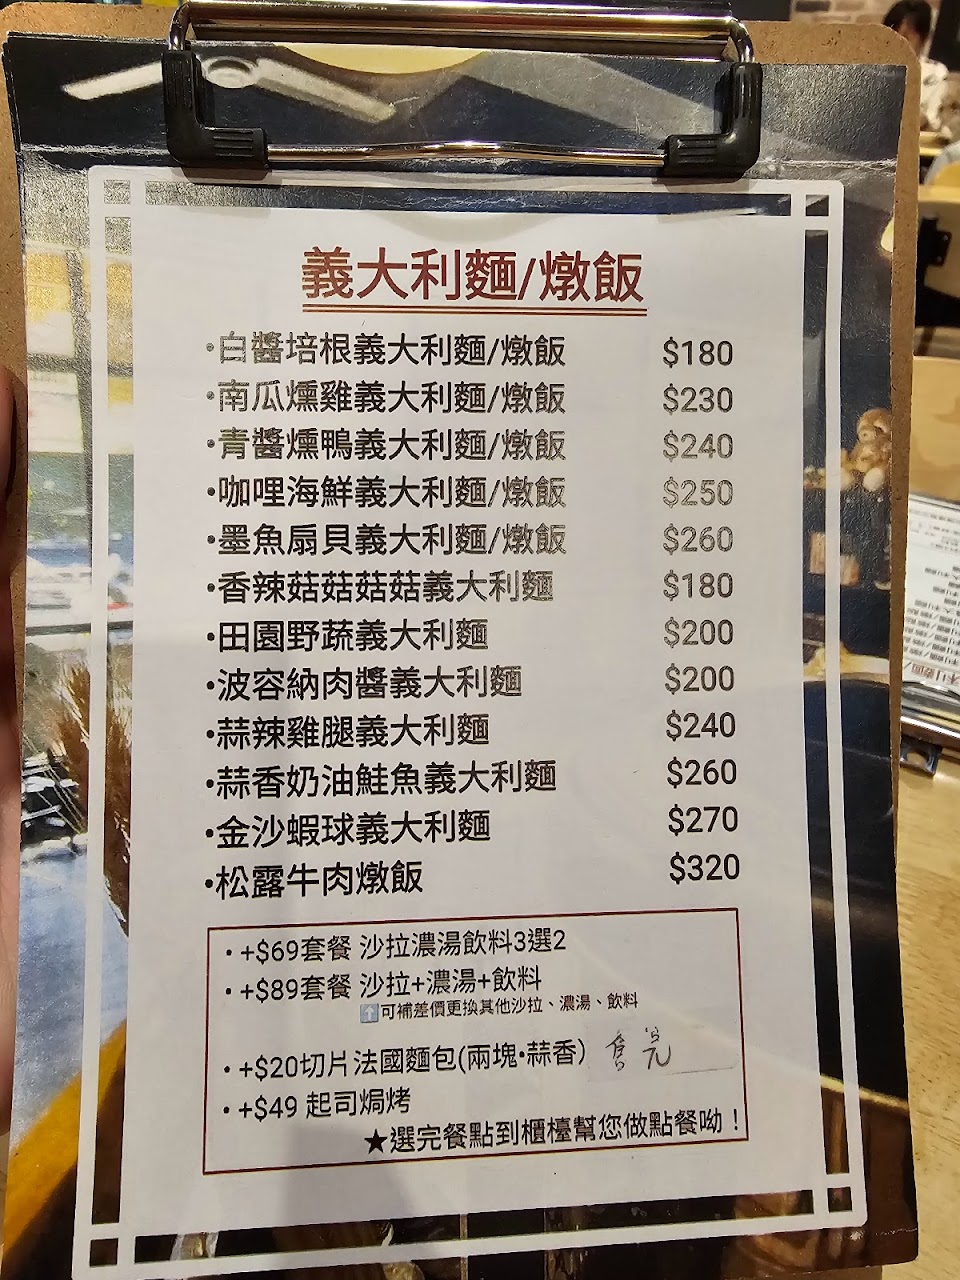 義大利麵/燉飯
•白醬培根義大利麵/燉飯 $180
•南瓜燻雞義大利麵/燉飯 $230
•青醬燻鴨義大利麵/燉飯 $240
•咖哩海鮮義大利麵/燉飯 $250
•墨魚扇貝義大利麵/燉飯 $260
•香辣菇菇菇菇義大利麵 $180
•田園野蔬義大利麵 $200
•波容納肉醬義大利麵 $200
•蒜辣雞腿義大利麵 $240
•蒜香奶油鮭魚義大利麵 $260
•金沙蝦球義大利麵 $270
•松露牛肉燉飯 $320
•+$69套餐 沙拉濃湯飲料3選2
•+$89套餐 沙拉+濃湯+飲料
⬆️可補差價更換其他沙拉、濃湯、飲料
•+$20切片法國麵包(兩塊•蒜香) 售完
•+$49 起司焗烤
★選完餐點到櫃檯幫您做點餐呦！